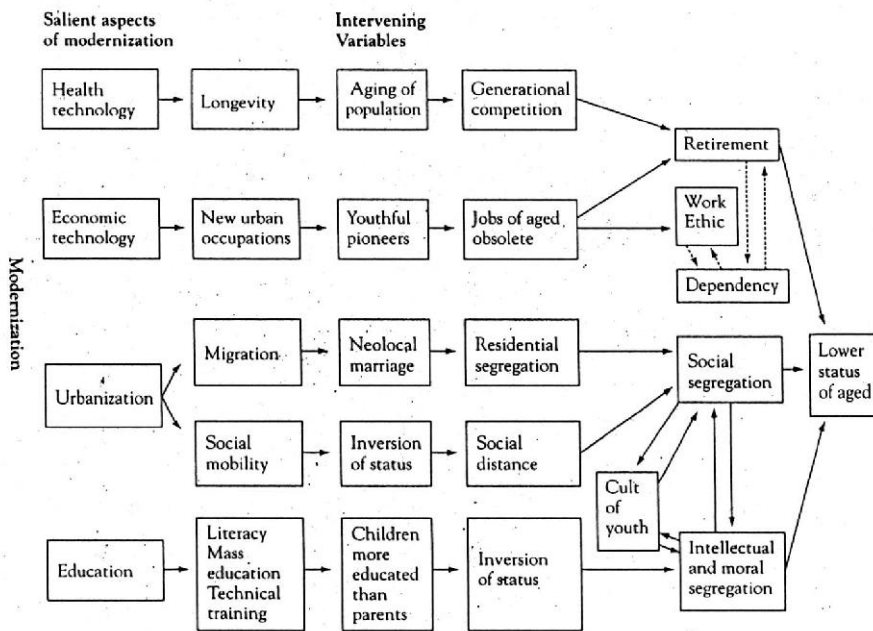 Salient aspects
of modernization
Intervening
Variables
Modernization
Health
technology
Longevity
Aging of
population
Generational
competition
Retirement
Economic
technology
New urban
occupations
Youthful
pioneers
Jobs of aged
obsolete
Work
Ethic
Dependency
Urbanization
Migration
Neolocal
marriage
Residential
segregation
Social
segregation
Lower
status
of aged
Social
mobility
Inversion
of status
Social
distance
Cult
of
youth
Education
Literacy
Mass
education
Technical
training
Children
more
educated
than
parents
Inversion
of status
Intellectual
and moral
segregation